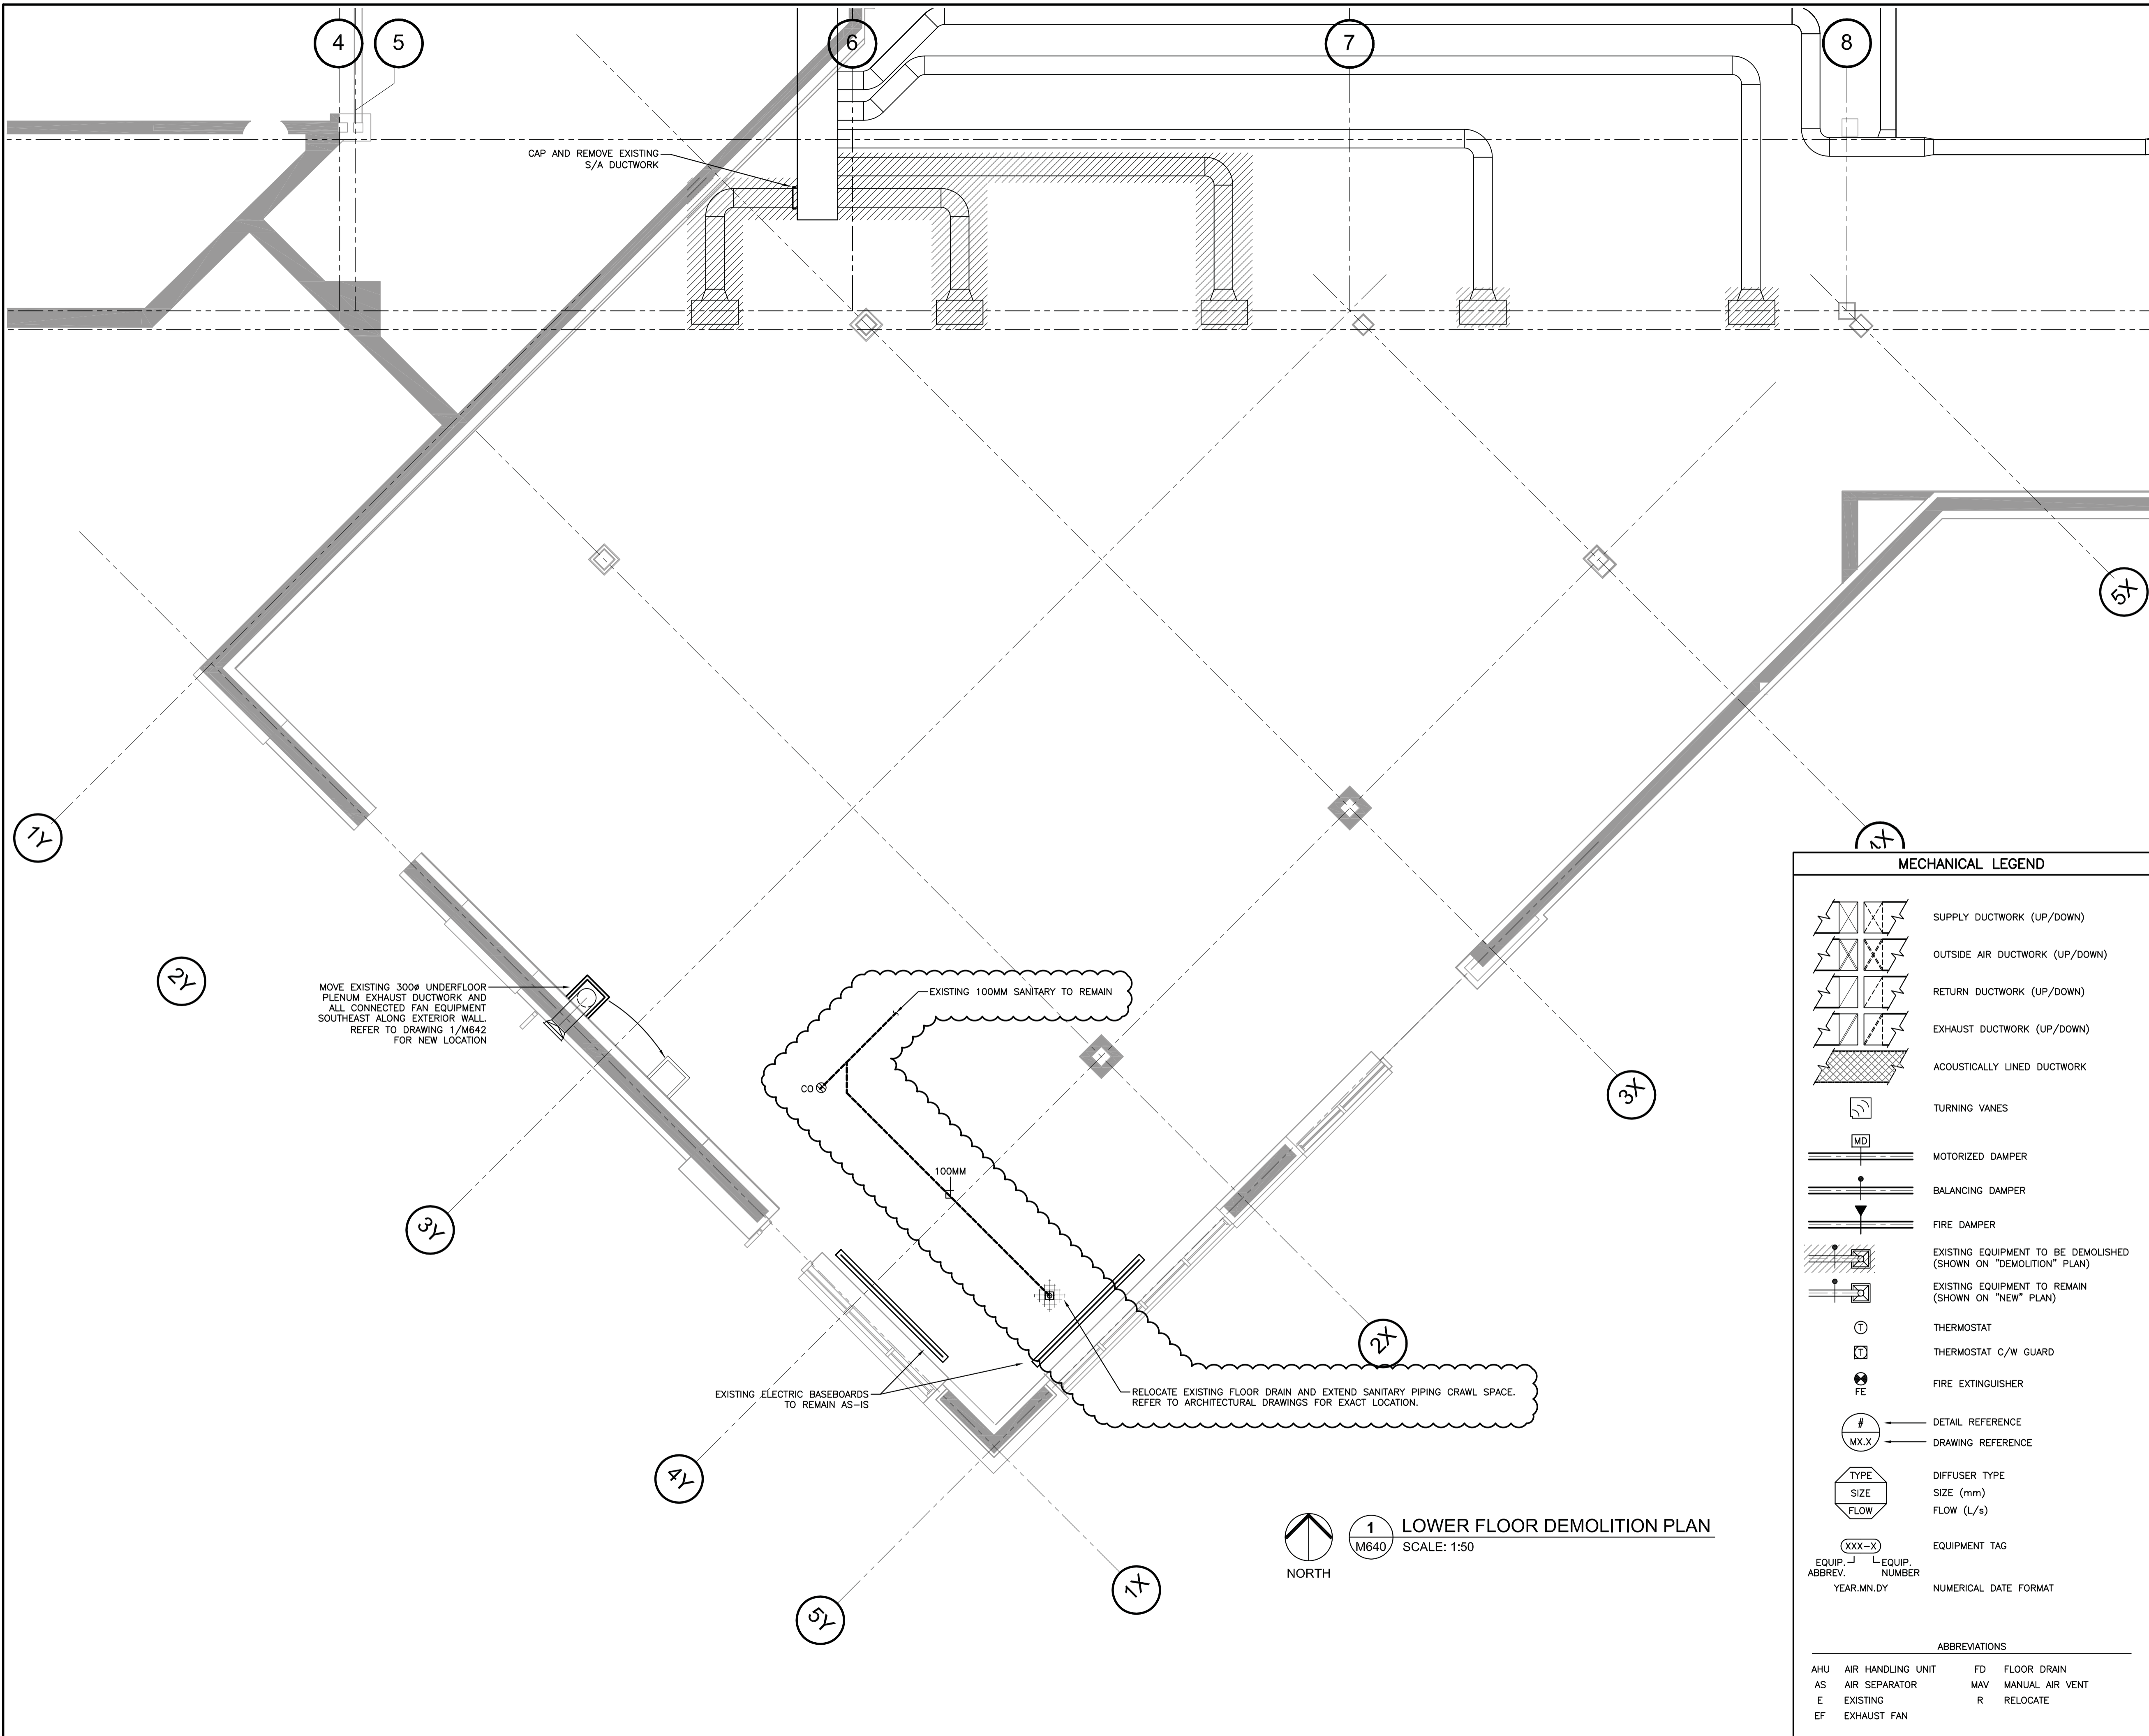 4
5
6
7
8
CAP AND REMOVE EXISTING
S/A DUCTWORK
5X
1Y
4X
2Y
MOVE EXISTING 300ø UNDERFLOOR
PLENUM EXHAUST DUCTWORK AND
ALL CONNECTED FAN EQUIPMENT
SOUTHEAST ALONG EXTERIOR WALL.
REFER TO DRAWING 1/M642
FOR NEW LOCATION
EXISTING 100MM SANITARY TO REMAIN
CO
100MM
3X
3Y
2X
EXISTING ELECTRIC BASEBOARDS
TO REMAIN AS-IS
RELOCATE EXISTING FLOOR DRAIN AND EXTEND SANITARY PIPING CRAWL SPACE.
REFER TO ARCHITECTURAL DRAWINGS FOR EXACT LOCATION.
4Y
1X
5Y
NORTH
1
M640
LOWER FLOOR DEMOLITION PLAN
SCALE: 1:50
MECHANICAL LEGEND
SUPPLY DUCTWORK (UP/DOWN)
OUTSIDE AIR DUCTWORK (UP/DOWN)
RETURN DUCTWORK (UP/DOWN)
EXHAUST DUCTWORK (UP/DOWN)
ACOUSTICALLY LINED DUCTWORK
TURNING VANES
MD
MOTORIZED DAMPER
BALANCING DAMPER
FIRE DAMPER
EXISTING EQUIPMENT TO BE DEMOLISHED
(SHOWN ON "DEMOLITION" PLAN)
EXISTING EQUIPMENT TO REMAIN
(SHOWN ON "NEW" PLAN)
T THERMOSTAT
T THERMOSTAT C/W GUARD
FE FIRE EXTINGUISHER
# DETAIL REFERENCE
MX.X DRAWING REFERENCE
TYPE DIFFUSER TYPE
SIZE SIZE (mm)
FLOW FLOW (L/s)
XXX-X EQUIPMENT TAG
EQUIP. EQUIP.
ABBREV. NUMBER
YEAR.MN.DY NUMERICAL DATE FORMAT
ABBREVIATIONS
AHU AIR HANDLING UNIT FD FLOOR DRAIN
AS AIR SEPARATOR MAV MANUAL AIR VENT
E EXISTING R RELOCATE
EF EXHAUST FAN